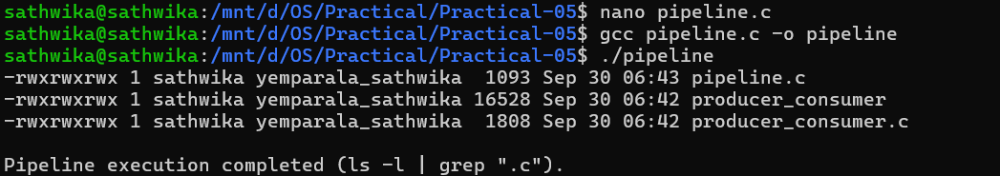 sathwika@sathwika:/mnt/d/OS/Practical/Practical-05$ nano pipeline.c
sathwika@sathwika:/mnt/d/OS/Practical/Practical-05$ gcc pipeline.c -o pipeline
sathwika@sathwika:/mnt/d/OS/Practical/Practical-05$ ./pipeline
-rwxrwxrwx 1 sathwika yemparala_sathwika  1093 Sep 30 06:43 pipeline.c
-rwxrwxrwx 1 sathwika yemparala_sathwika 16528 Sep 30 06:42 producer_consumer
-rwxrwxrwx 1 sathwika yemparala_sathwika  1808 Sep 30 06:42 producer_consumer.c
Pipeline execution completed (ls -l | grep ".c").